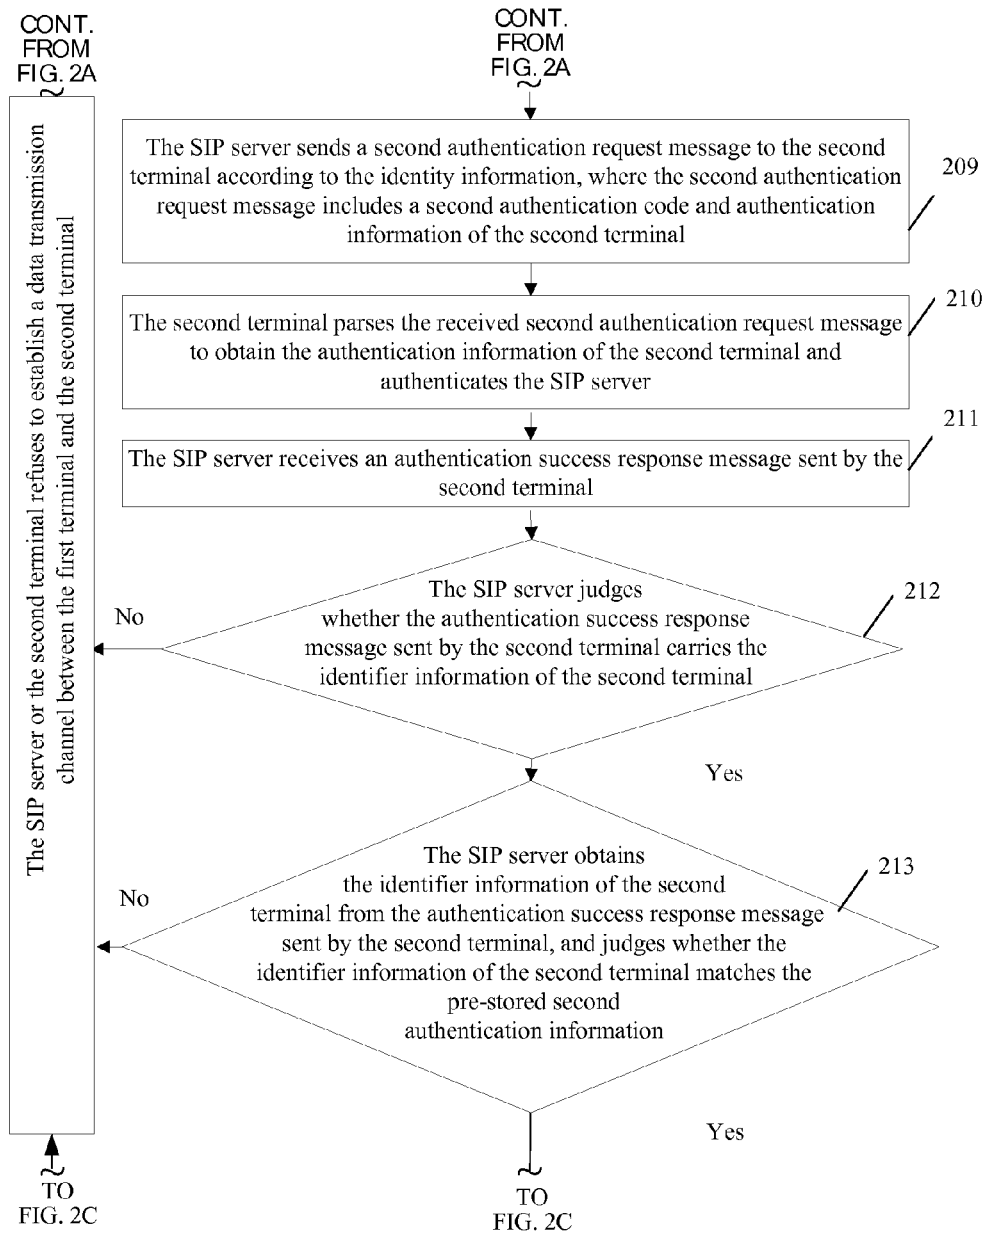 CONT.
FROM
FIG. 2A
CONT.
FROM
FIG. 2A
The SIP server or the second terminal refuses to establish a data transmission
channel between the first terminal and the second terminal
The SIP server sends a second authentication request message to the second
terminal according to the identity information, where the second authentication
request message includes a second authentication code and authentication
information of the second terminal
209
The second terminal parses the received second authentication request message
to obtain the authentication information of the second terminal and
authenticates the SIP server
210
The SIP server receives an authentication success response message sent by the
second terminal
211
The SIP server judges
whether the authentication success response
message sent by the second terminal carries the
identifier information of the second terminal
212
No
Yes
The SIP server obtains
the identifier information of the second
terminal from the authentication success response message
sent by the second terminal, and judges whether the
identifier information of the second terminal matches the
pre-stored second
authentication information
213
No
Yes
TO
FIG. 2C
TO
FIG. 2C